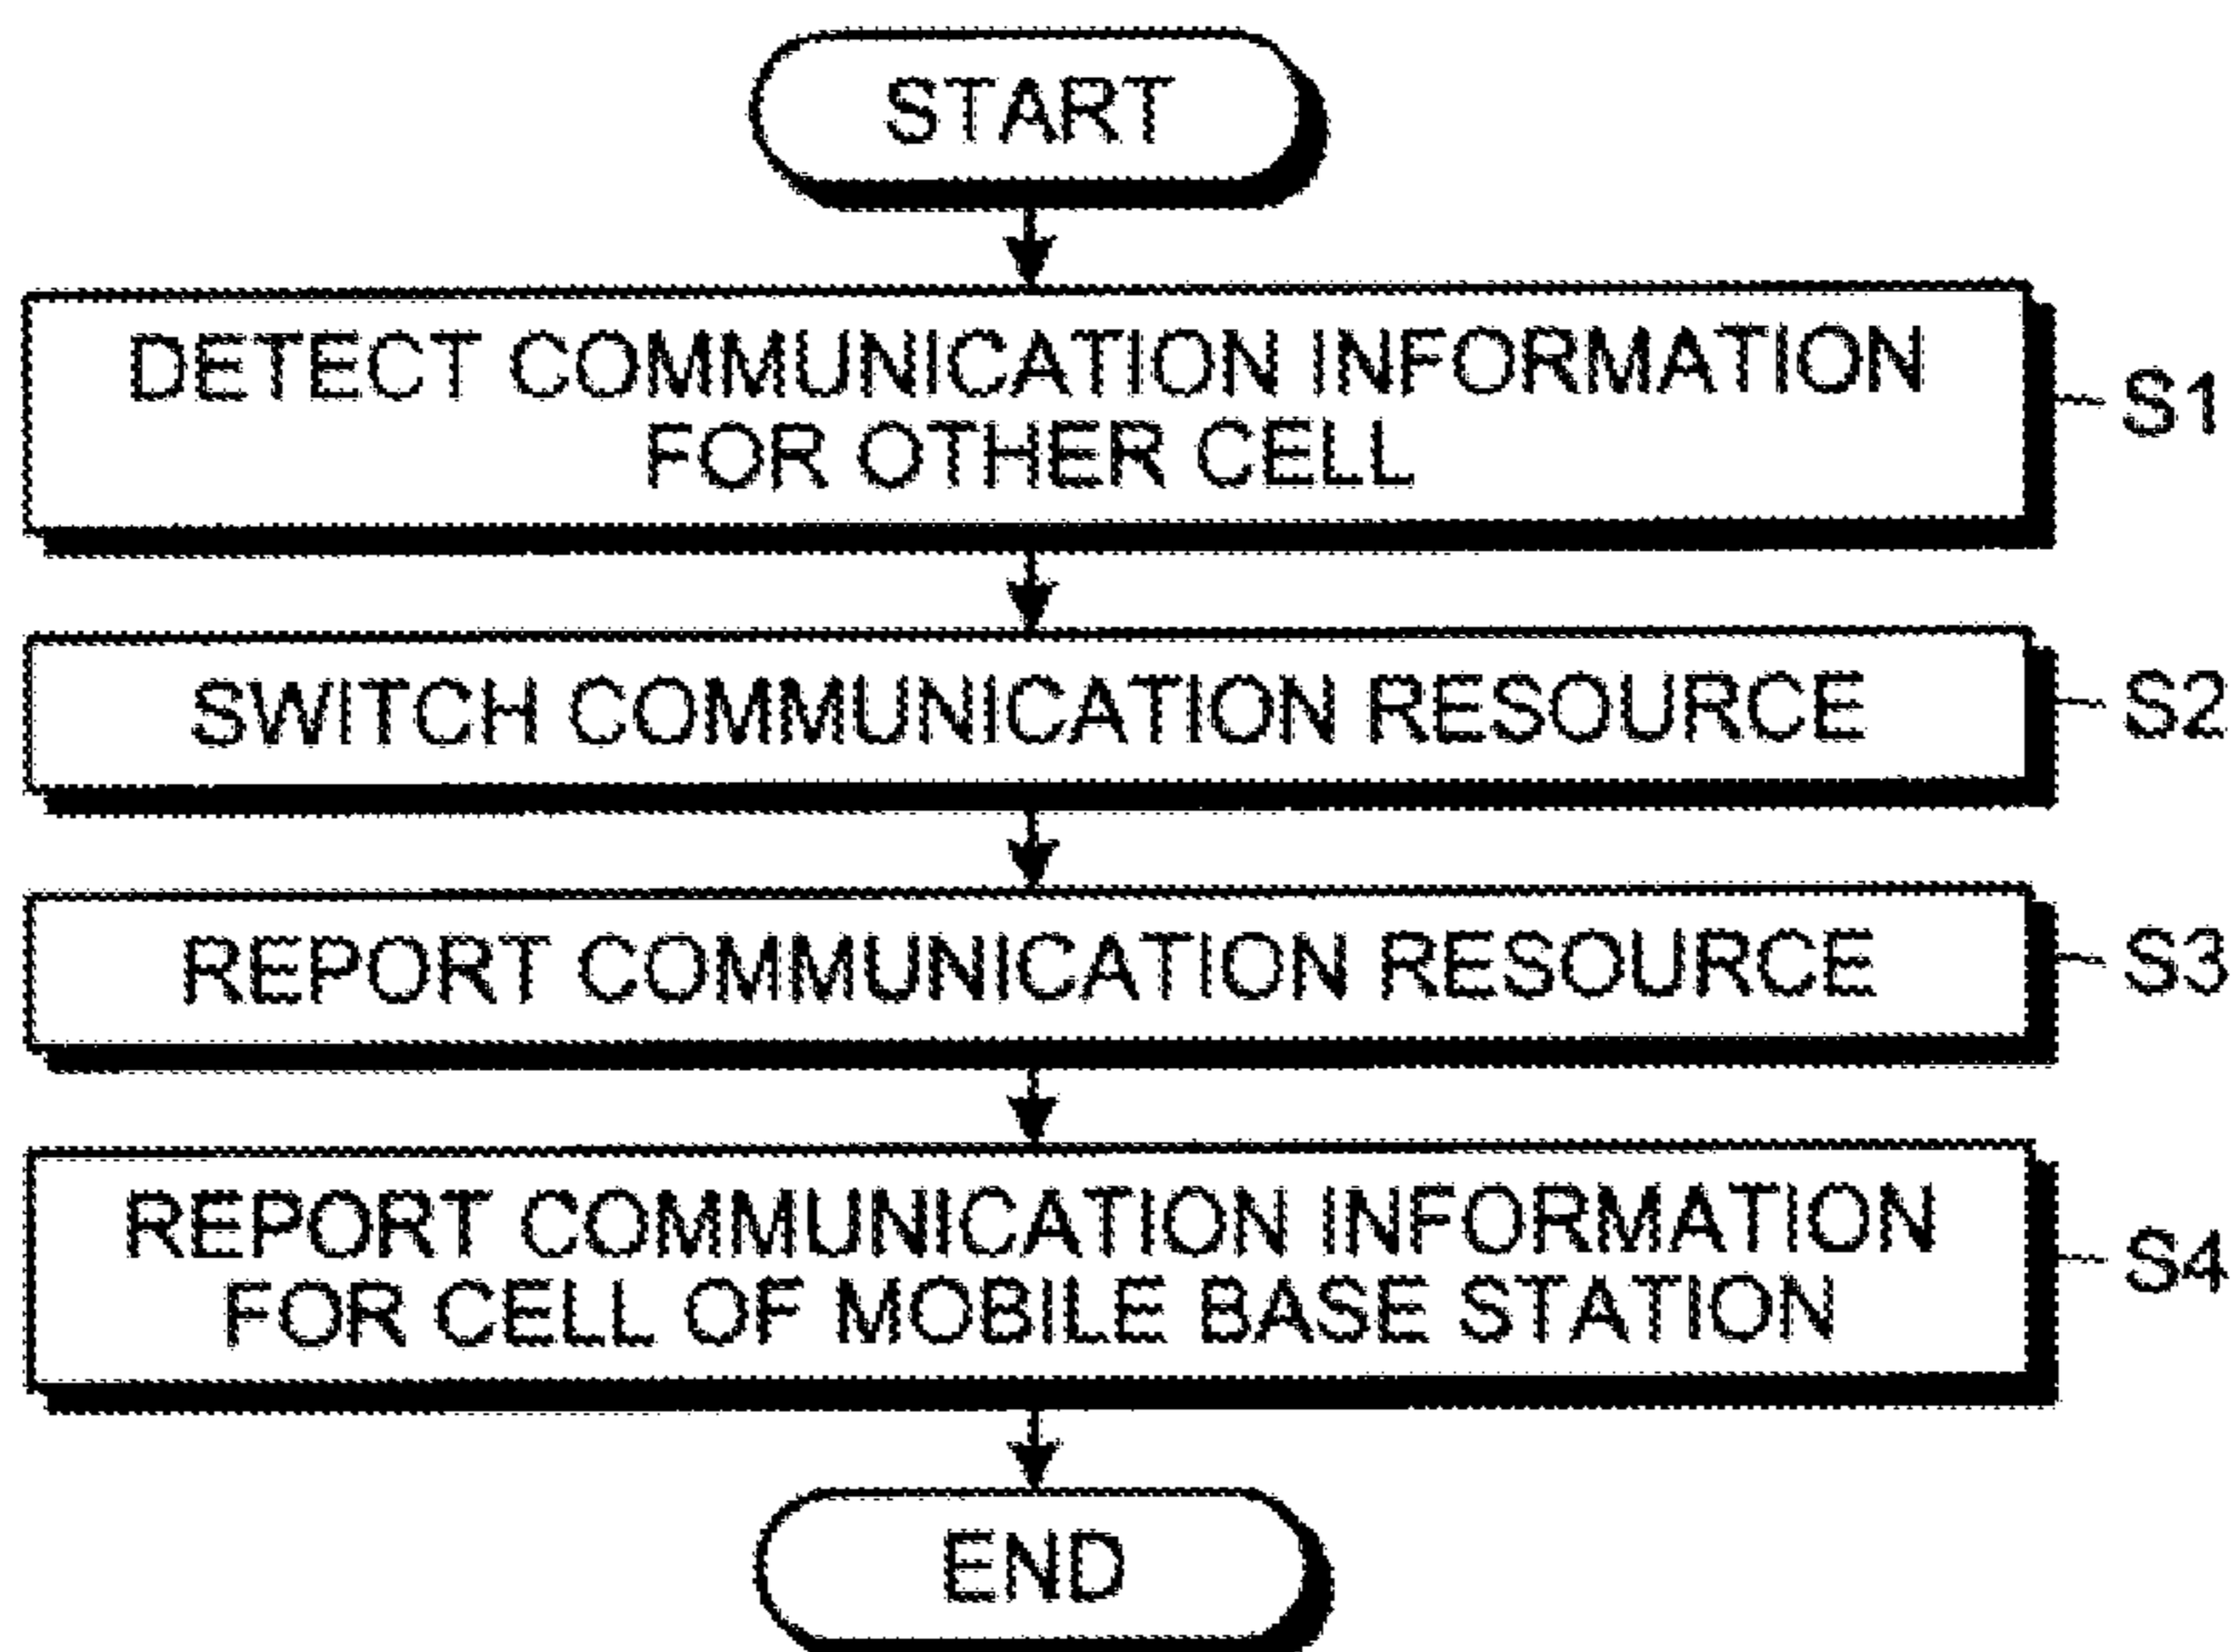 START
DETECT COMMUNICATION INFORMATION
FOR OTHER CELL
S1
SWITCH COMMUNICATION RESOURCE
S2
REPORT COMMUNICATION RESOURCE
S3
REPORT COMMUNICATION INFORMATION
FOR CELL OF MOBILE BASE STATION
S4
END